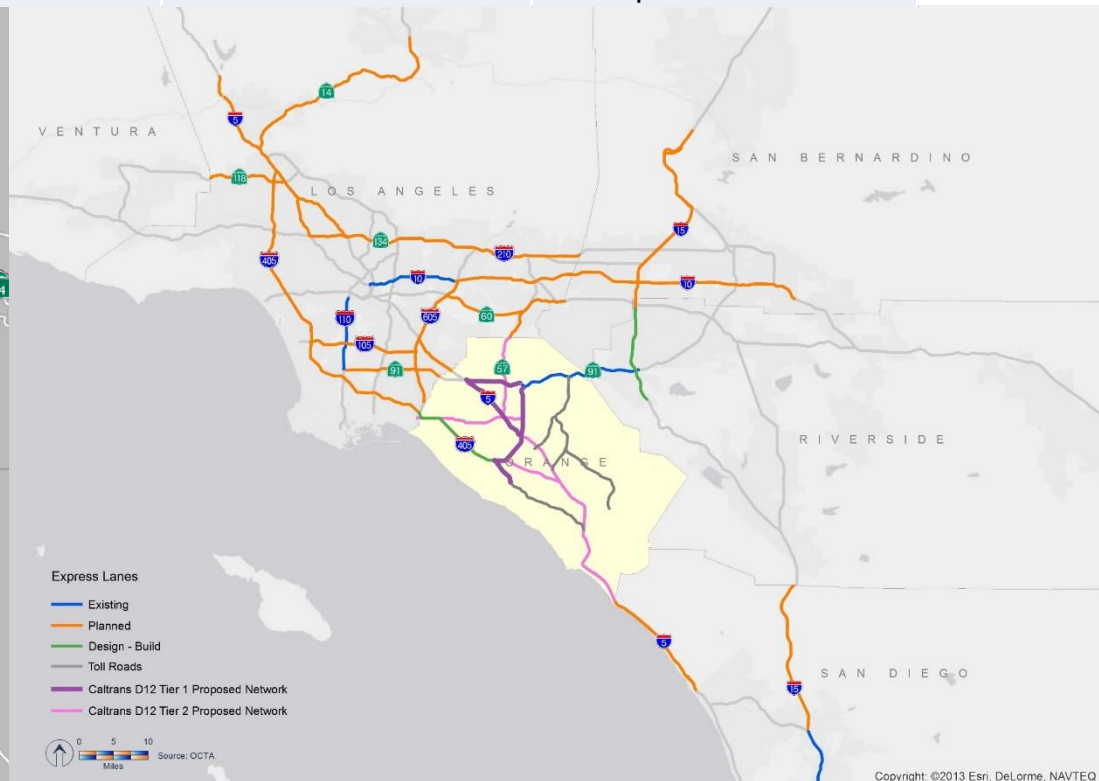 14
5
VENTURA
SAN BERNARDINO
118
LOS ANGELES
15
134
405
210
10
10
4
110
605
60
105
91
57
91
5
405
ORANGE
RIVERSIDE
Express Lanes
Existing
Planned
Design - Build
Toll Roads
Caltrans D12 Tier 1 Proposed Network
Caltrans D12 Tier 2 Proposed Network
5
SAN DIEGO
15
0 5 10
Miles
Source: OCTA
Copyright: ©2013 Esri, DeLorme, NAVTEQ